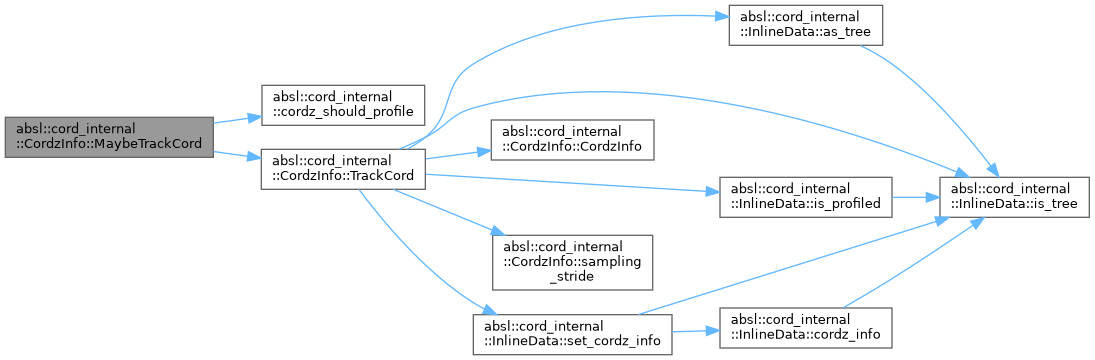 absl::cord_internal
::CordzInfo::MaybeTrackCord
absl::cord_internal
::cordz_should_profile
absl::cord_internal
::CordzInfo::TrackCord
absl::cord_internal
::InlineData::as_tree
absl::cord_internal
::CordzInfo::CordzInfo
absl::cord_internal
::InlineData::is_profiled
absl::cord_internal
::CordzInfo::sampling
_stride
absl::cord_internal
::InlineData::set_cordz_info
absl::cord_internal
::InlineData::cordz_info
absl::cord_internal
::InlineData::is_tree